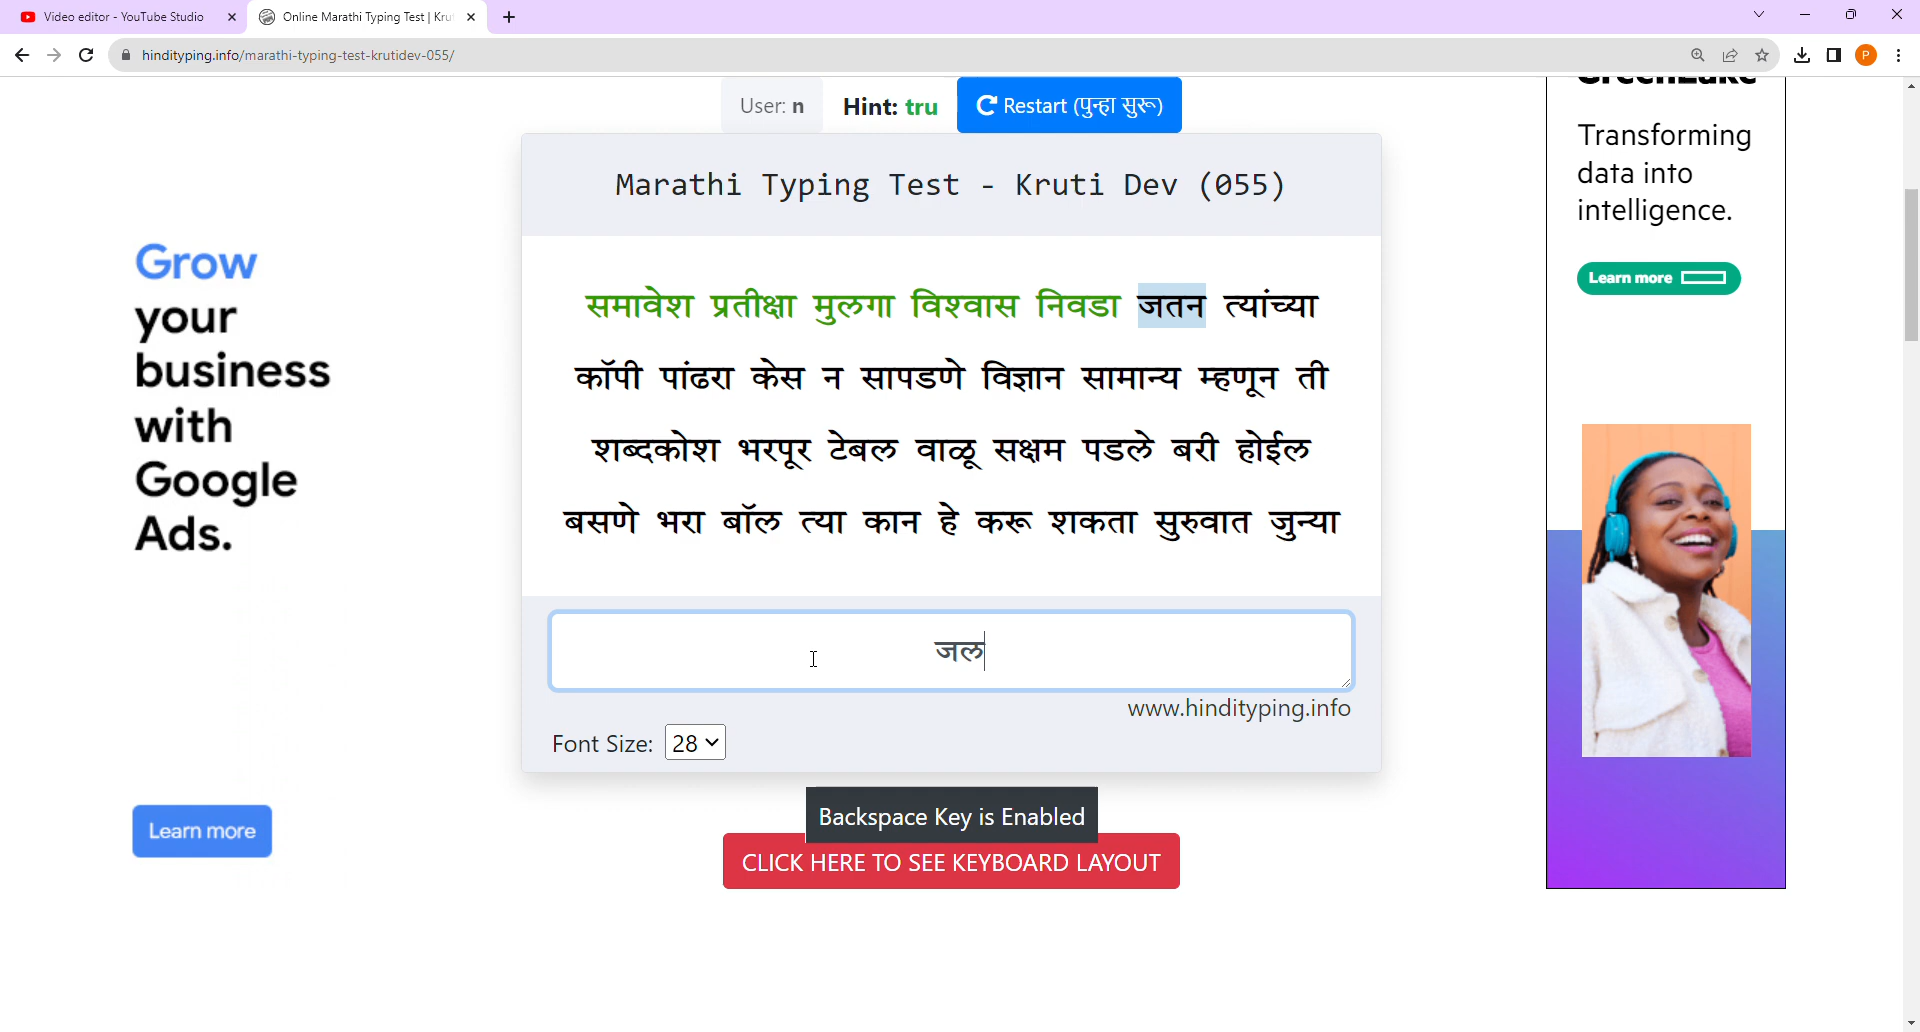 Video editor - YouTube Studio
Online Marathi Typing Test | Kru
hindityping.info/marathi-typing-test-krutidev-055/
P
User: n
Hint: tru
Restart (पुन्हा सुरू)
Marathi Typing Test - Kruti Dev (055)
समावेश प्रतीक्षा मुलगा विश्वास निवडा जतन त्यांच्या
कॉपी पांढरा केस न सापडणे विज्ञान सामान्य म्हणून ती
शब्दकोश भरपूर टेबल वाळू सक्षम पडले बरी होईल
बसणे भरा बॉल त्या कान हे करू शकता सुरुवात जुन्या
जल
www.hindityping.info
Font Size: 28
Backspace Key is Enabled
CLICK HERE TO SEE KEYBOARD LAYOUT
Grow
your
business
with
Google
Ads.
Learn more
Transforming
data into
intelligence.
Learn more